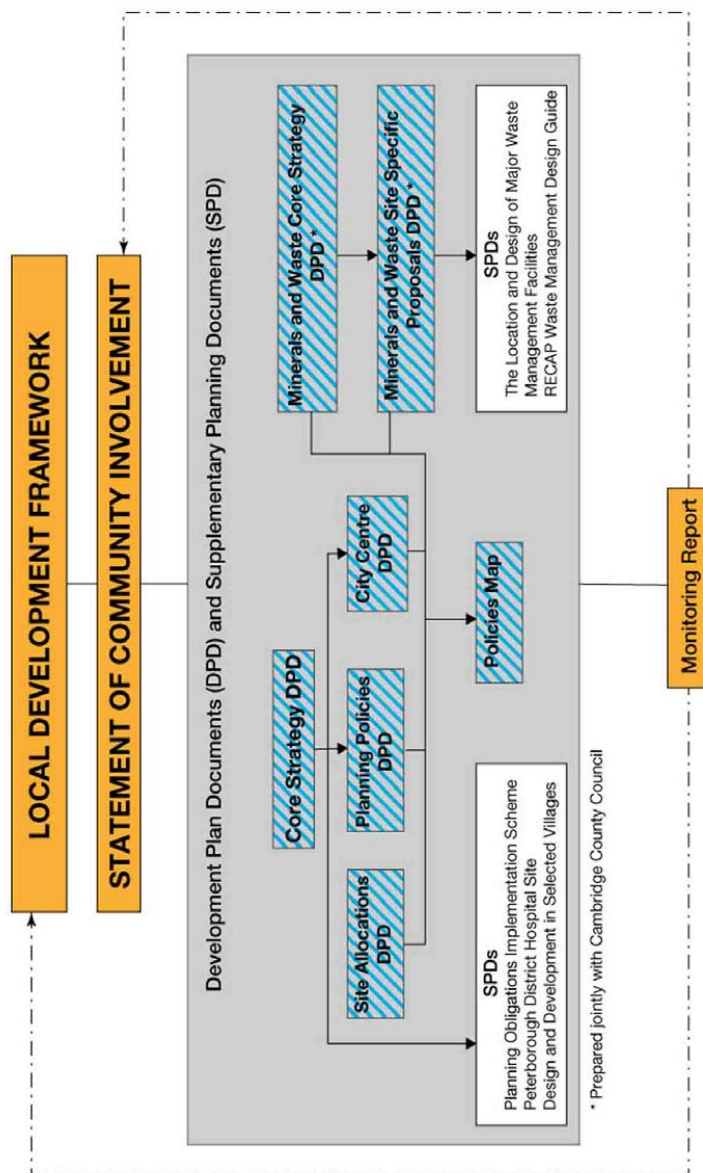 LOCAL DEVELOPMENT FRAMEWORK
STATEMENT OF COMMUNITY INVOLVEMENT
Development Plan Documents (DPD) and Supplementary Planning Documents (SPD)
Core Strategy DPD
Site Allocations
DPD
Planning Policies
DPD
City Centre
DPD
Minerals and Waste Core Strategy
DPD *
Minerals and Waste Site Specific
Proposals DPD *
Policies Map
SPDs
Planning Obligations Implementation Scheme
Peterborough District Hospital Site
Design and Development in Selected Villages
SPDs
The Location and Design of Major Waste
Management Facilities
RECAP Waste Management Design Guide
* Prepared jointly with Cambridge County Council
Monitoring Report